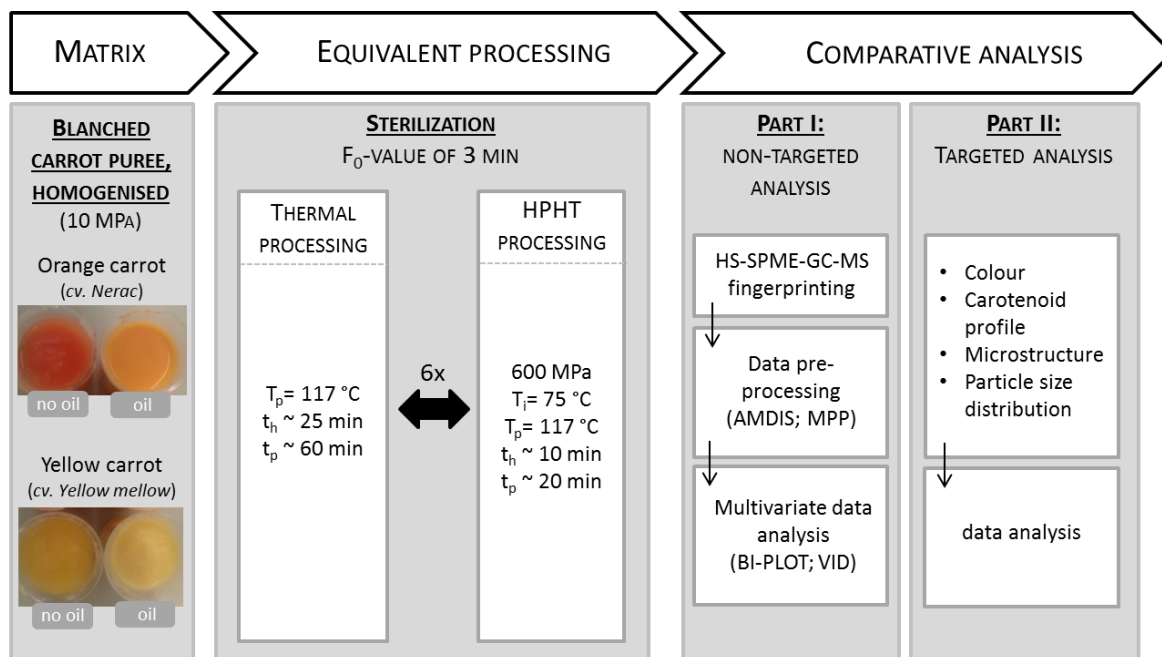 MATRIX
EQUIVALENT PROCESSING
COMPARATIVE ANALYSIS
BLANCHED
CARROT PUREE,
HOMOGENISED
(10 MPA)
Orange carrot
(cv. Nerac)
no oil
oil
Yellow carrot
(cv. Yellow mellow)
no oil
oil
STERILIZATION
F₀-VALUE OF 3 MIN
THERMAL
PROCESSING
Tₚ= 117 °C
tₕ ~ 25 min
tₚ ~ 60 min
6x
HPHT
PROCESSING
600 MPa
Tᵢ= 75 °C
Tₚ= 117 °C
tₕ ~ 10 min
tₚ ~ 20 min
PART I:
NON-TARGETED
ANALYSIS
HS-SPME-GC-MS
fingerprinting
Data pre-
processing
(AMDIS; MPP)
Multivariate data
analysis
(BI-PLOT; VID)
PART II:
TARGETED ANALYSIS
• Colour
• Carotenoid
profile
• Microstructure
• Particle size
distribution
data analysis